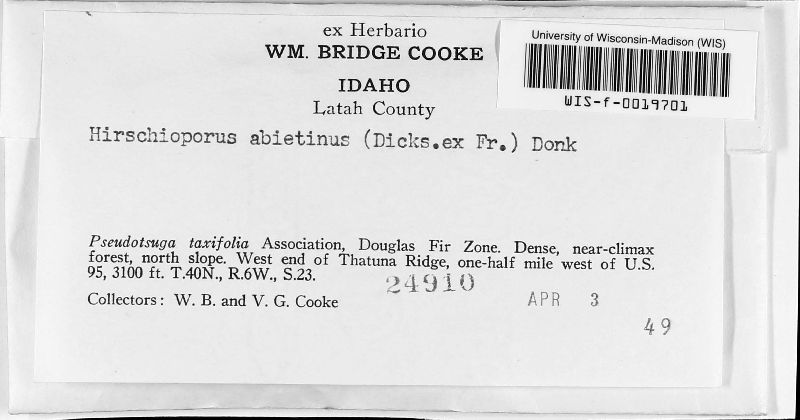 ex Herbario
WM. BRIDGE COOKE
IDAHO
Latah County
University of Wisconsin-Madison (WIS)
WIS-f-0019701
Hirschioporus abietinus (Dicks.ex Fr.) Donk
Pseudotsuga taxifolia Association, Douglas Fir Zone. Dense, near-climax
forest, north slope. West end of Thatuna Ridge, one-half mile west of U.S.
95, 3100 ft. T.40N., R.6W., S.23.
24910
Collectors: W. B. and V. G. Cooke
APR 3
49